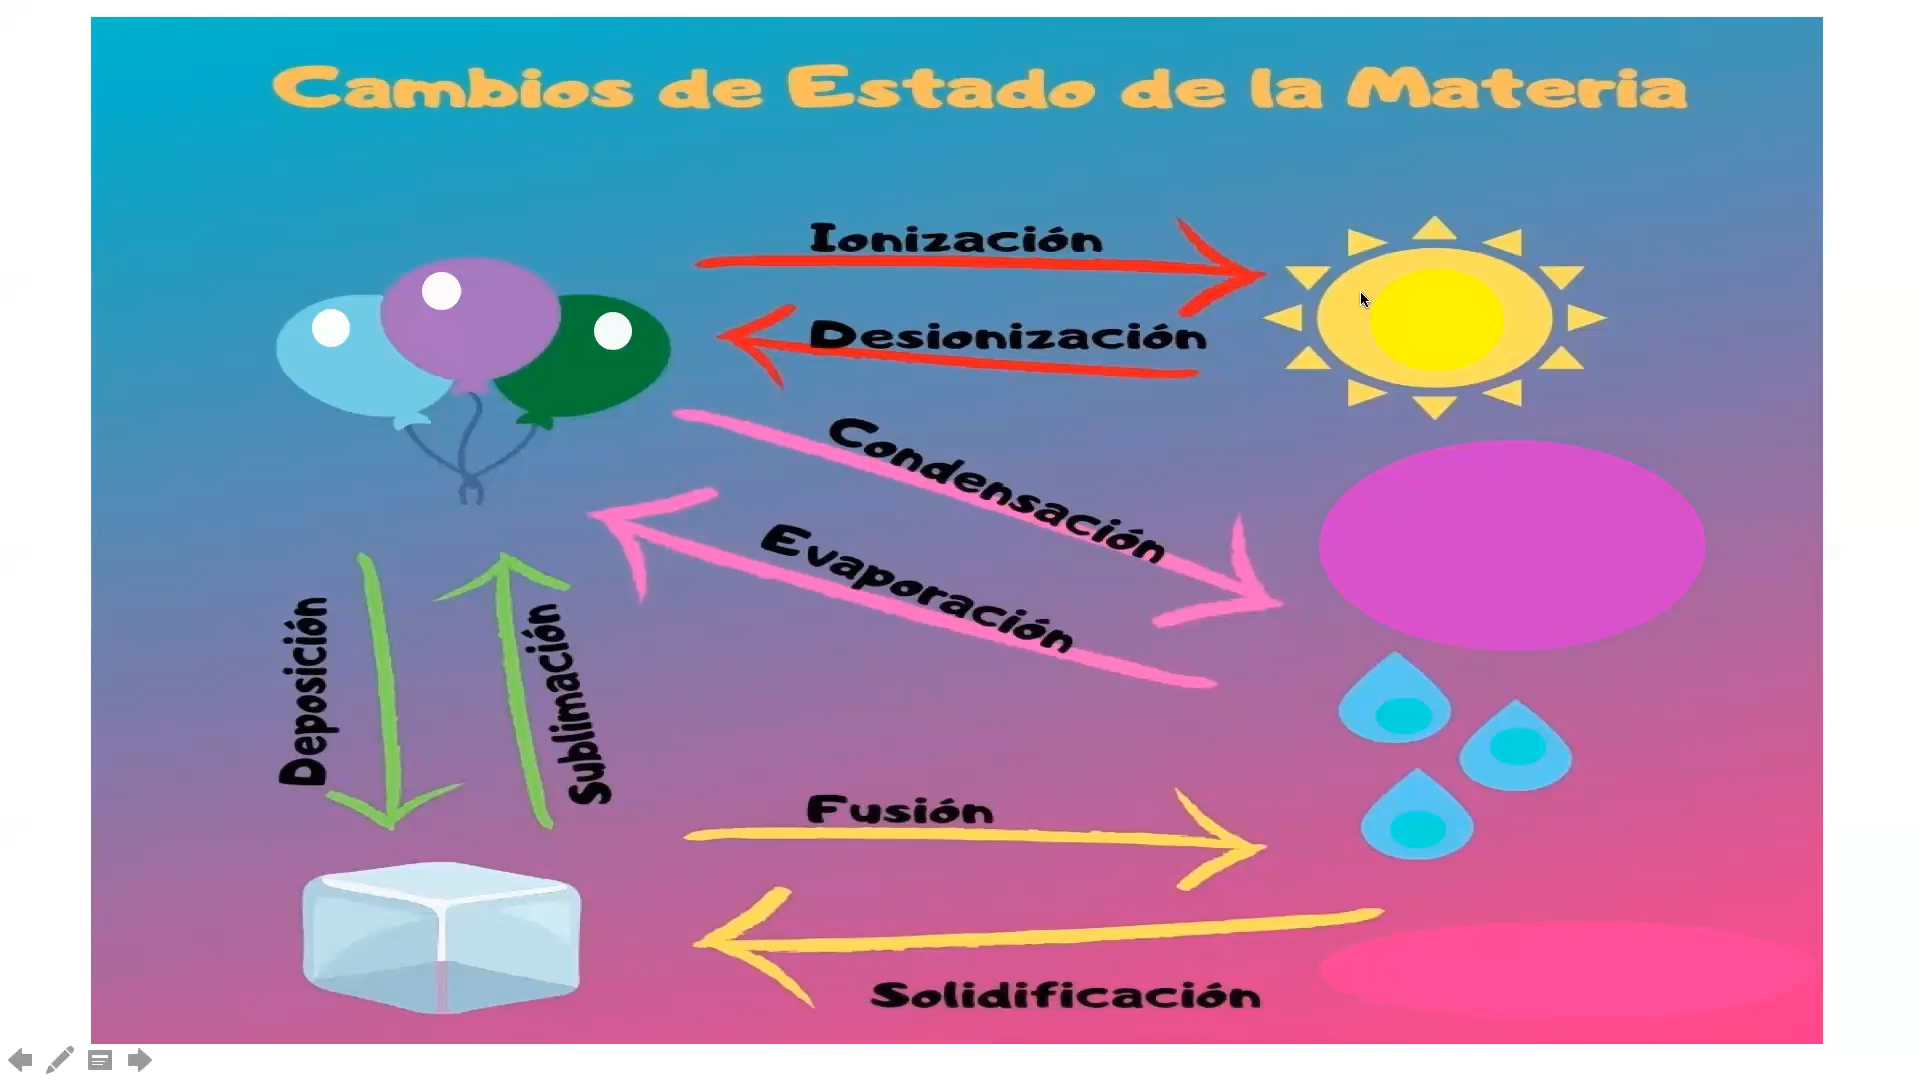 Cambios de Estado de la Materia
Ionización
Desionización
Condensación
Evaporación
Deposición
Sublimación
Fusión
Solidificación